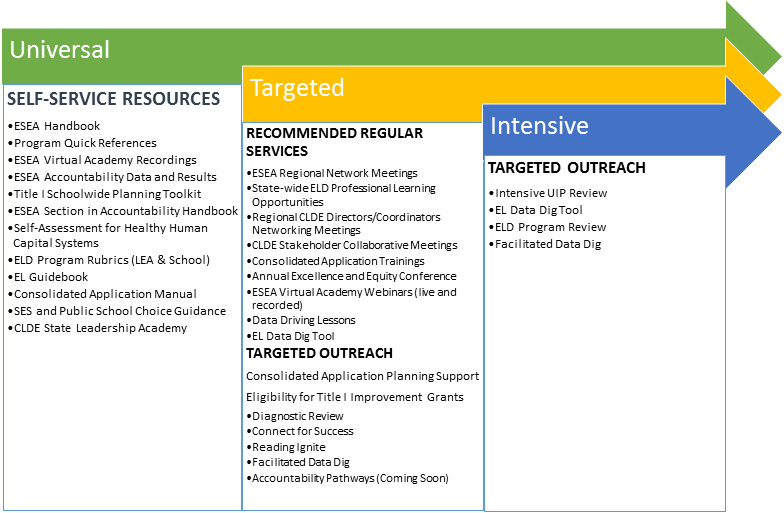 Universal
SELF-SERVICE RESOURCES
•ESEA Handbook
•Program Quick References
•ESEA Virtual Academy Recordings
•ESEA Accountability Data and Results
•Title I Schoolwide Planning Toolkit
•ESEA Section in Accountability Handbook
•Self-Assessment for Healthy Human
Capital Systems
•ELD Program Rubrics (LEA & School)
•EL Guidebook
•Consolidated Application Manual
•SES and Public School Choice Guidance
•CLDE State Leadership Academy
Targeted
RECOMMENDED REGULAR
SERVICES
•ESEA Regional Network Meetings
•State-wide ELD Professional Learning
Opportunities
•Regional CLDE Directors/Coordinators
Networking Meetings
•CLDE Stakeholder Collaborative Meetings
•Consolidated Application Trainings
•Annual Excellence and Equity Conference
•ESEA Virtual Academy Webinars (live and
recorded)
•Data Driving Lessons
•EL Data Dig Tool
TARGETED OUTREACH
Consolidated Application Planning Support
Eligibility for Title I Improvement Grants
•Diagnostic Review
•Connect for Success
•Reading Ignite
•Facilitated Data Dig
•Accountability Pathways (Coming Soon)
Intensive
TARGETED OUTREACH
•Intensive UIP Review
•EL Data Dig Tool
•ELD Program Review
•Facilitated Data Dig